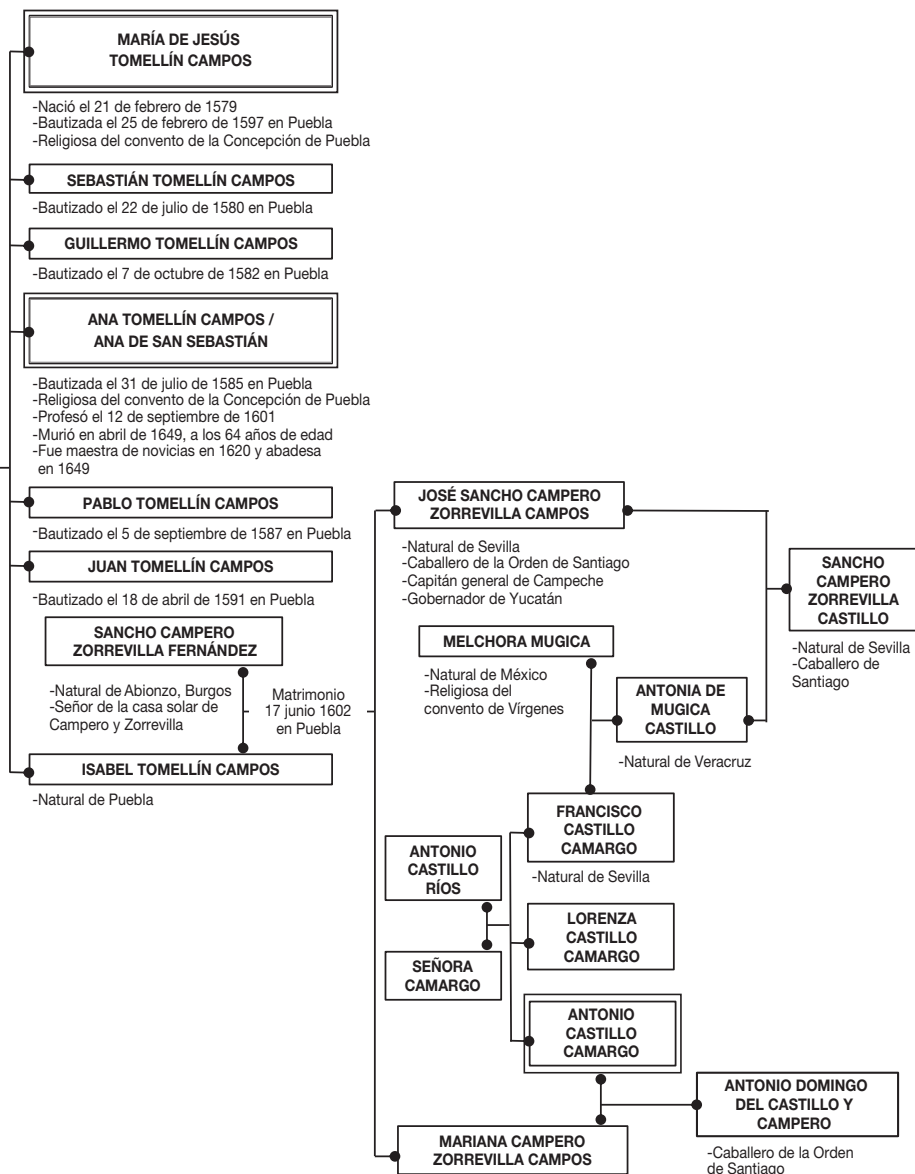 MARÍA DE JESÚS
TOMELLÍN CAMPOS
-Nació el 21 de febrero de 1579
-Bautizada el 25 de febrero de 1597 en Puebla
-Religiosa del convento de la Concepción de Puebla
SEBASTIÁN TOMELLÍN CAMPOS
-Bautizado el 22 de julio de 1580 en Puebla
GUILLERMO TOMELLÍN CAMPOS
-Bautizado el 7 de octubre de 1582 en Puebla
ANA TOMELLÍN CAMPOS /
ANA DE SAN SEBASTIÁN
-Bautizada el 31 de julio de 1585 en Puebla
-Religiosa del convento de la Concepción de Puebla
-Profesó el 12 de septiembre de 1601
-Murió en abril de 1649, a los 64 años de edad
-Fue maestra de novicias en 1620 y abadesa
en 1649
PABLO TOMELLÍN CAMPOS
-Bautizado el 5 de septiembre de 1587 en Puebla
JUAN TOMELLÍN CAMPOS
-Bautizado el 18 de abril de 1591 en Puebla
SANCHO CAMPERO
ZORREVILLA FERNÁNDEZ
-Natural de Abionzo, Burgos
-Señor de la casa solar de
Campero y Zorrevilla
Matrimonio
17 junio 1602
en Puebla
ISABEL TOMELLÍN CAMPOS
-Natural de Puebla
JOSÉ SANCHO CAMPERO
ZORREVILLA CAMPOS
-Natural de Sevilla
-Caballero de la Orden de Santiago
-Capitán general de Campeche
-Gobernador de Yucatán
MELCHORA MUGICA
-Natural de México
-Religiosa del
convento de Vírgenes
ANTONIA DE
MUGICA
CASTILLO
-Natural de Veracruz
SANCHO
CAMPERO
ZORREVILLA
CASTILLO
-Natural de Sevilla
-Caballero de
Santiago
FRANCISCO
CASTILLO
CAMARGO
-Natural de Sevilla
ANTONIO
CASTILLO
RÍOS
SEÑORA
CAMARGO
LORENZA
CASTILLO
CAMARGO
ANTONIO
CASTILLO
CAMARGO
MARIANA CAMPERO
ZORREVILLA CAMPOS
ANTONIO DOMINGO
DEL CASTILLO Y
CAMPERO
-Caballero de la Orden
de Santiago